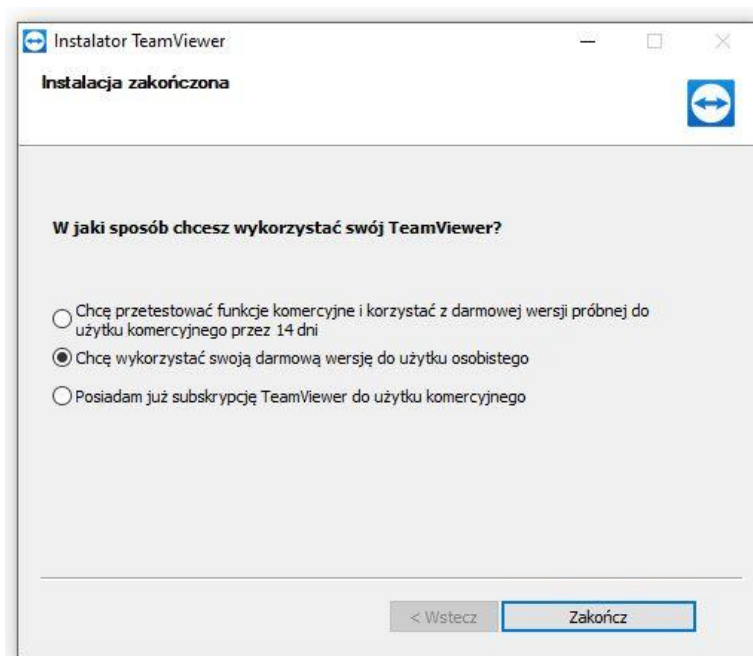 Instalator TeamViewer
Instalacja zakończona
W jaki sposób chcesz wykorzystać swój TeamViewer?
Chcę przetestować funkcje komercyjne i korzystać z darmowej wersji próbnej do
użytku komercyjnego przez 14 dni
Chcę wykorzystać swoją darmową wersję do użytku osobistego
Posiadam już subskrypcję TeamViewer do użytku komercyjnego
< Wstecz
Zakończ